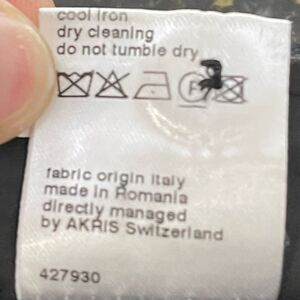 cool iron
dry cleaning
do not tumble dry
fabric origin Italy
made in Romania
directly managed
by AKRIS Switzerland
427930